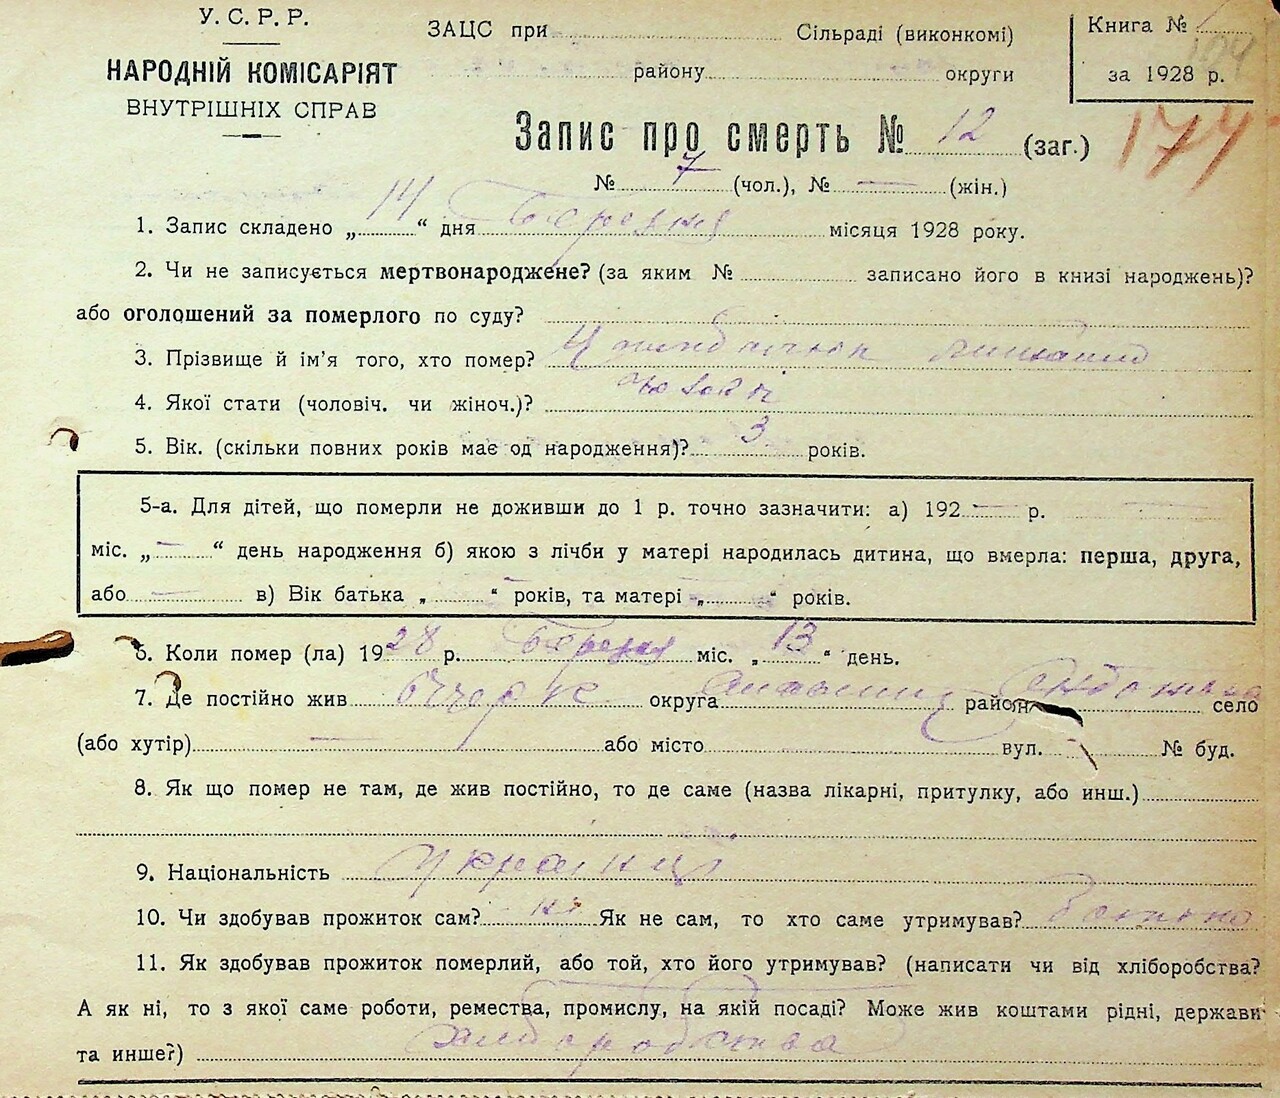 У. С. Р. Р.
НАРОДНІЙ КОМІСАРІЯТ
ВНУТРІШНІХ СПРАВ
ЗАЦС при Сільраді (виконкомі)
району округи
Книга №
за 1928 р.
104
Запис про смерть № 12 (заг.)
174
№ 7 (чол.), № — (жін.)
1. Запис складено „ 14 “ дня Березня місяця 1928 року.
2. Чи не записується мертвонароджене? (за яким № записано його в книзі народжень)?
або оголошений за померлого по суду?
3. Прізвище й ім'я того, хто помер?
4. Якої стати (чоловіч. чи жіноч.)?
5. Вік. (скільки повних років має од народження)? 3 років.
5-а. Для дітей, що померли не доживши до 1 р. точно зазначити: а) 192 — р. —
міс. „ — “ день народження б) якою з лічби у матері народилась дитина, що вмерла: перша, друга,
або — в) Вік батька „ — “ років, та матері „ — “ років.
6. Коли помер (ла) 1928 р. Березня міс. „ 13 “ день.
7. Де постійно жив округа район село
(або хутір) — або місто — вул. № буд.
8. Як що помер не там, де жив постійно, то де саме (назва лікарні, притулку, або инш.)
9. Національність українці
10. Чи здобував прожиток сам? ні Як не сам, то хто саме утримував? батько
11. Як здобував прожиток померлий, або той, хто його утримував? (написати чи від хліборобства?
А як ні, то з якої саме роботи, ремества, промислу, на якій посаді? Може жив коштами рідні, держави
та инше?) хліборобства